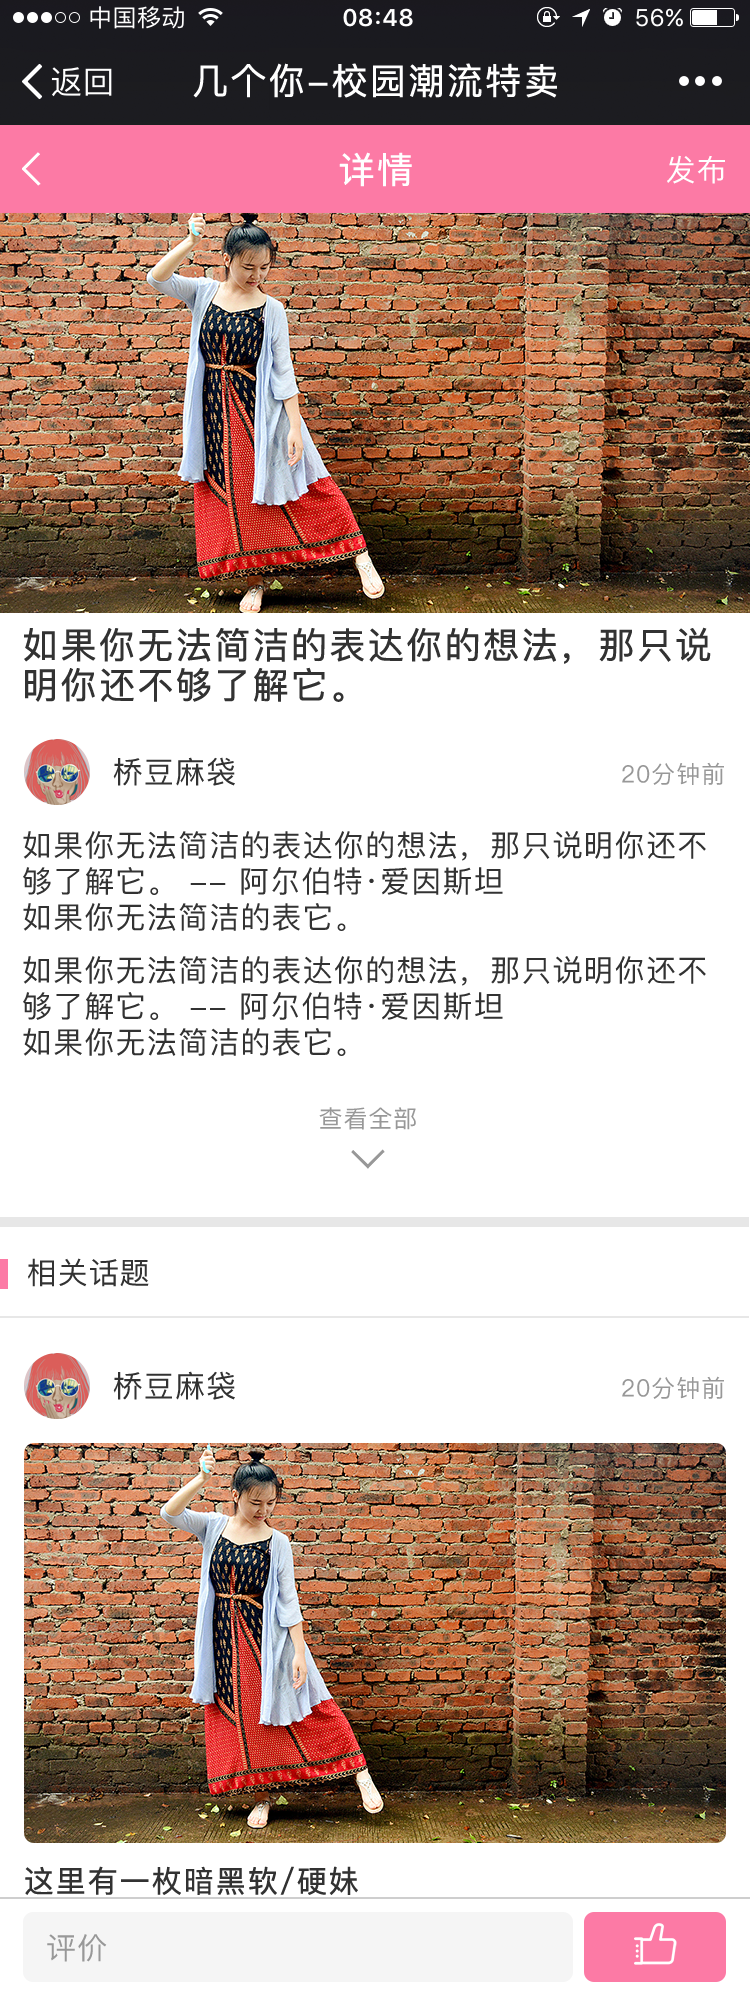 中国移动 08:48 56%
返回 几个你-校园潮流特卖
详情 发布
如果你无法简洁的表达你的想法，那只说
明你还不够了解它。
桥豆麻袋 20分钟前
如果你无法简洁的表达你的想法，那只说明你还不
够了解它。 -- 阿尔伯特·爱因斯坦
如果你无法简洁的表它。
如果你无法简洁的表达你的想法，那只说明你还不
够了解它。 -- 阿尔伯特·爱因斯坦
如果你无法简洁的表它。
查看全部
相关话题
桥豆麻袋 20分钟前
这里有一枚暗黑软/硬妹
评价